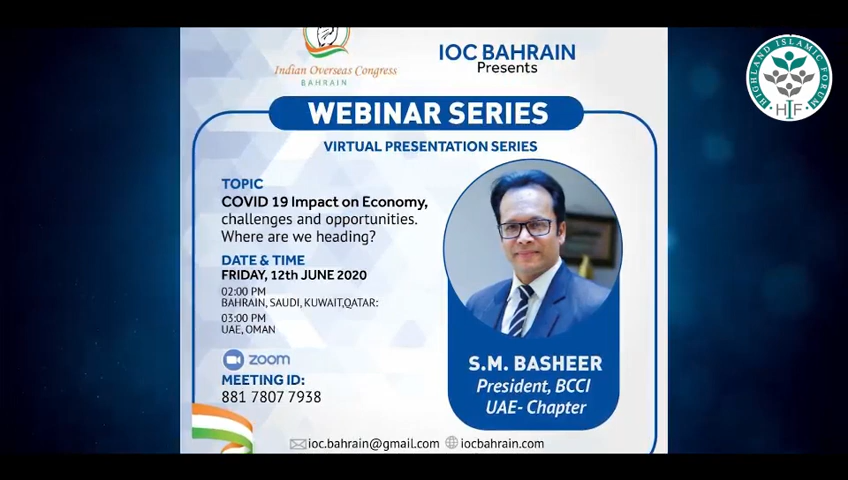 Indian Overseas Congress
BAHRAIN
IOC BAHRAIN
Presents
HIGHLAND ISLAMIC FORUM
HIF
WEBINAR SERIES
VIRTUAL PRESENTATION SERIES
TOPIC
COVID 19 Impact on Economy,
challenges and opportunities.
Where are we heading?
DATE & TIME
FRIDAY, 12th JUNE 2020
02:00 PM
BAHRAIN, SAUDI, KUWAIT,QATAR:
03:00 PM
UAE, OMAN
zoom
MEETING ID:
881 7807 7938
S.M. BASHEER
President, BCCI
UAE- Chapter
ioc.bahrain@gmail.com iocbahrain.com